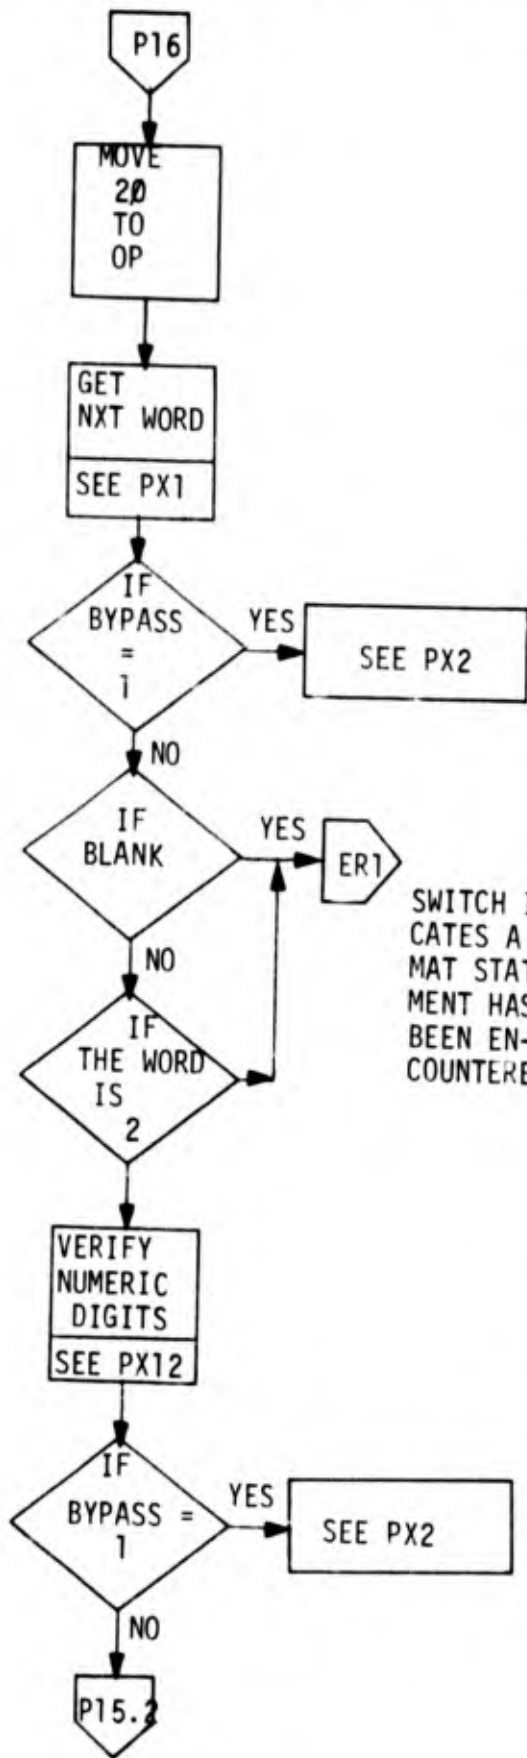 P16
MOVE
20
TO
OP
GET
NXT WORD
SEE PX1
IF
BYPASS
=
1
YES
SEE PX2
NO
IF
BLANK
YES
ER1
NO
SWITCH
CATES A
MAT STAT
MENT HAS
BEEN EN-
COUNTERE
IF
THE WORD
IS
2
VERIFY
NUMERIC
DIGITS
SEE PX12
IF
BYPASS =
1
YES
SEE PX2
NO
P15.2